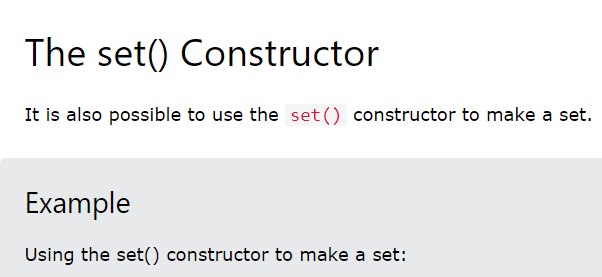 The set() Constructor
It is also possible to use the set() constructor to make a set.
Example
Using the set() constructor to make a set: